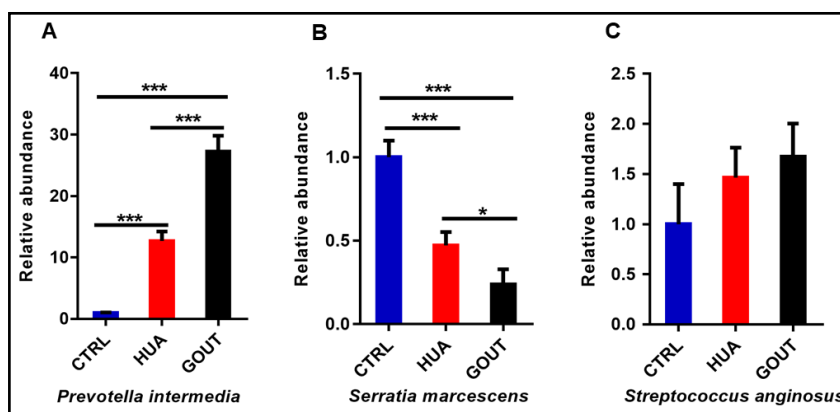 A
Relative abundance
40
30
20
10
0
***
***
***
CTRL
HUA
GOUT
Prevotella intermedia
B
Relative abundance
1.5
1.0
0.5
0.0
***
***
*
CTRL
HUA
GOUT
Serratia marcescens
C
Relative abundance
2.5
2.0
1.5
1.0
0.5
0.0
CTRL
HUA
GOUT
Streptococcus anginosus